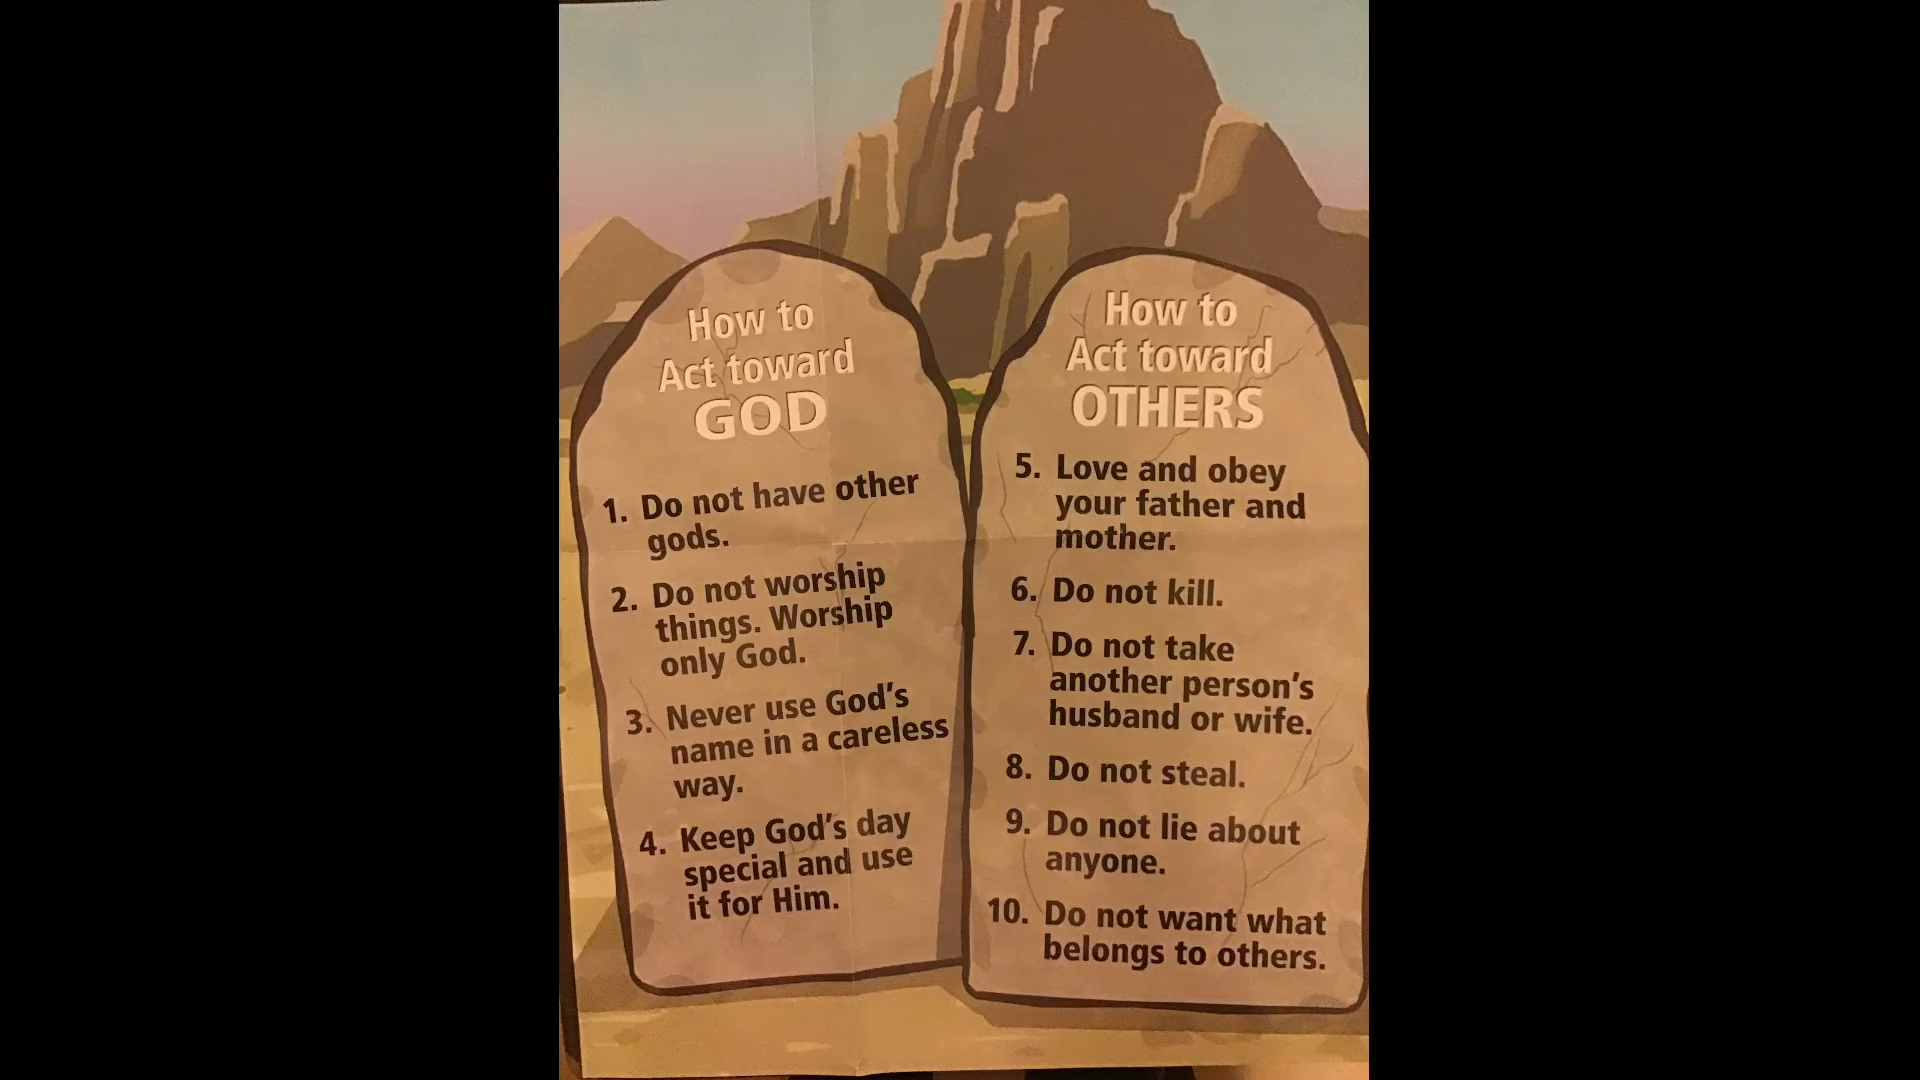 How to
Act toward
GOD
1. Do not have other
gods.
2. Do not worship
things. Worship
only God.
3. Never use God's
name in a careless
way.
4. Keep God's day
special and use
it for Him.
How to
Act toward
OTHERS
5. Love and obey
your father and
mother.
6. Do not kill.
7. Do not take
another person's
husband or wife.
8. Do not steal.
9. Do not lie about
anyone.
10. Do not want what
belongs to others.